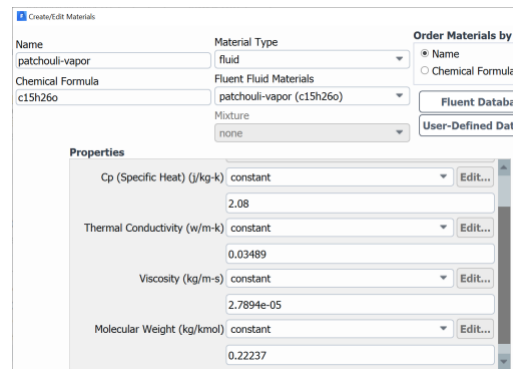 Create/Edit Materials
Name
Material Type
Order Materials by
patchouli-vapor
fluid
Name
Chemical Formula
Fluent Fluid Materials
Chemical Formula
c15h26o
patchouli-vapor (c15h26o)
Fluent Databa
Mixture
none
User-Defined Dat
Properties
Cp (Specific Heat) (j/kg-k) constant Edit...
2.08
Thermal Conductivity (w/m-k) constant Edit...
0.03489
Viscosity (kg/m-s) constant Edit...
2.7894e-05
Molecular Weight (kg/kmol) constant Edit...
0.22237